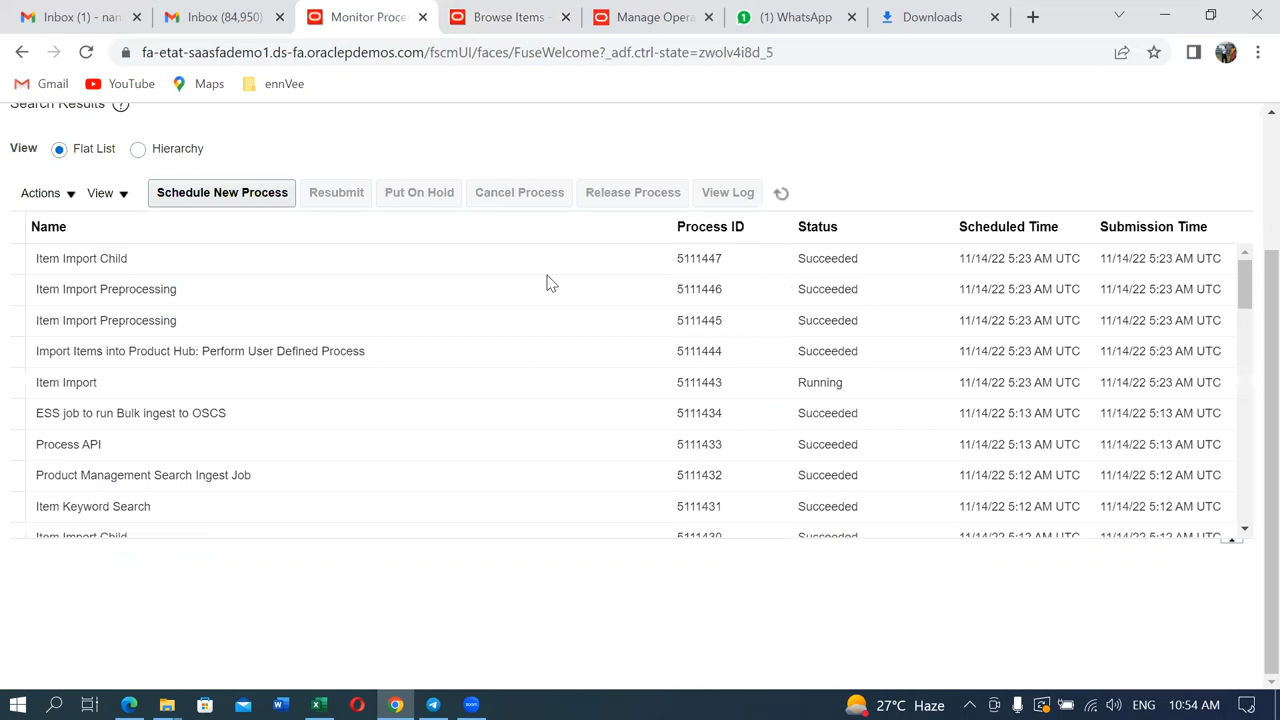 Inbox (1) - nan
Inbox (84,950)
Monitor Proce
Browse Items -
Manage Opera
(1) WhatsApp
Downloads
fa-etat-saasfademo1.ds-fa.oraclepdemos.com/fscmUI/faces/FuseWelcome?_adf.ctrl-state=zwolv4i8d_5
Gmail YouTube Maps ennVee
Search Results ?
View Flat List Hierarchy
Actions View Schedule New Process Resubmit Put On Hold Cancel Process Release Process View Log
Name Process ID Status Scheduled Time Submission Time
Item Import Child 5111447 Succeeded 11/14/22 5:23 AM UTC 11/14/22 5:23 AM UTC
Item Import Preprocessing 5111446 Succeeded 11/14/22 5:23 AM UTC 11/14/22 5:23 AM UTC
Item Import Preprocessing 5111445 Succeeded 11/14/22 5:23 AM UTC 11/14/22 5:23 AM UTC
Import Items into Product Hub: Perform User Defined Process 5111444 Succeeded 11/14/22 5:23 AM UTC 11/14/22 5:23 AM UTC
Item Import 5111443 Running 11/14/22 5:23 AM UTC 11/14/22 5:23 AM UTC
ESS job to run Bulk ingest to OSCS 5111434 Succeeded 11/14/22 5:13 AM UTC 11/14/22 5:13 AM UTC
Process API 5111433 Succeeded 11/14/22 5:13 AM UTC 11/14/22 5:13 AM UTC
Product Management Search Ingest Job 5111432 Succeeded 11/14/22 5:12 AM UTC 11/14/22 5:12 AM UTC
Item Keyword Search 5111431 Succeeded 11/14/22 5:12 AM UTC 11/14/22 5:12 AM UTC
Item Import Child 5111430 Succeeded 11/14/22 5:12 AM UTC 11/14/22 5:12 AM UTC
27°C Haze ENG 10:54 AM